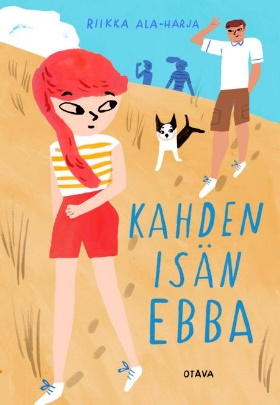 RIIKKA ALA-HARJA
KAHDEN
ISÄN
EBBA
OTAVA